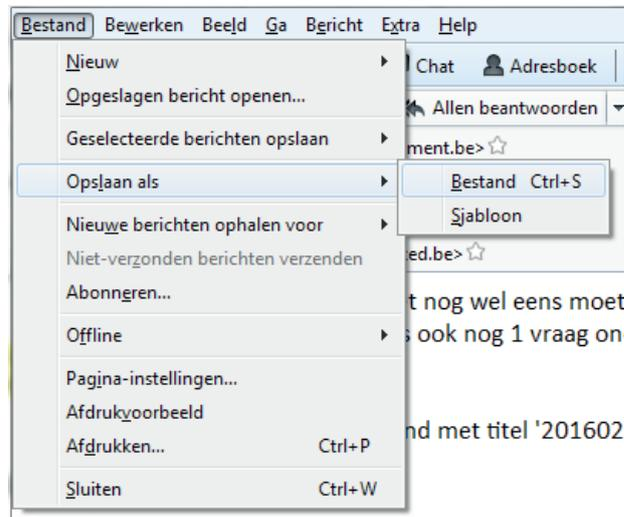 Bestand Bewerken Beeld Ga Bericht Extra Help
Nieuw
Chat Adresboek
Opgeslagen bericht openen...
Allen beantwoorden
Geselecteerde berichten opslaan
ment.be>
Opslaan als
Bestand Ctrl+S
Sjabloon
Nieuwe berichten ophalen voor
Niet-verzonden berichten verzenden
ted.be>
Abonneren...
t nog wel eens moet
Offline
s ook nog 1 vraag on
Pagina-instellingen...
Afdrukvoorbeeld
nd met titel '201602
Afdrukken... Ctrl+P
Sluiten Ctrl+W